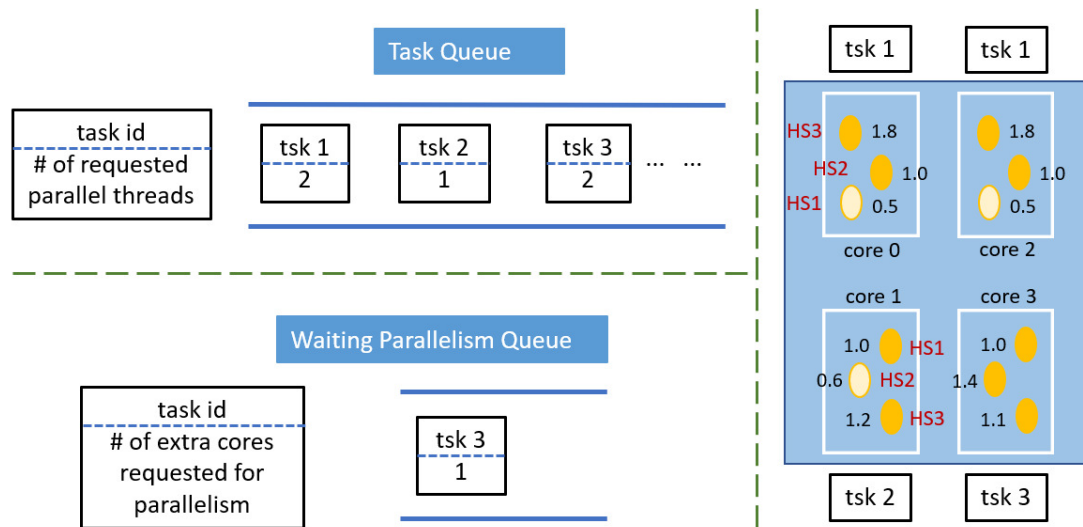 Task Queue
task id
# of requested
parallel threads
tsk 1
2
tsk 2
1
tsk 3
2
... ...
Waiting Parallelism Queue
task id
# of extra cores
requested for
parallelism
tsk 3
1
tsk 1
tsk 1
HS3
1.8
1.8
HS2
1.0
1.0
HS1
0.5
0.5
core 0
core 2
core 1
core 3
1.0
HS1
1.0
0.6
HS2
1.4
1.2
HS3
1.1
tsk 2
tsk 3